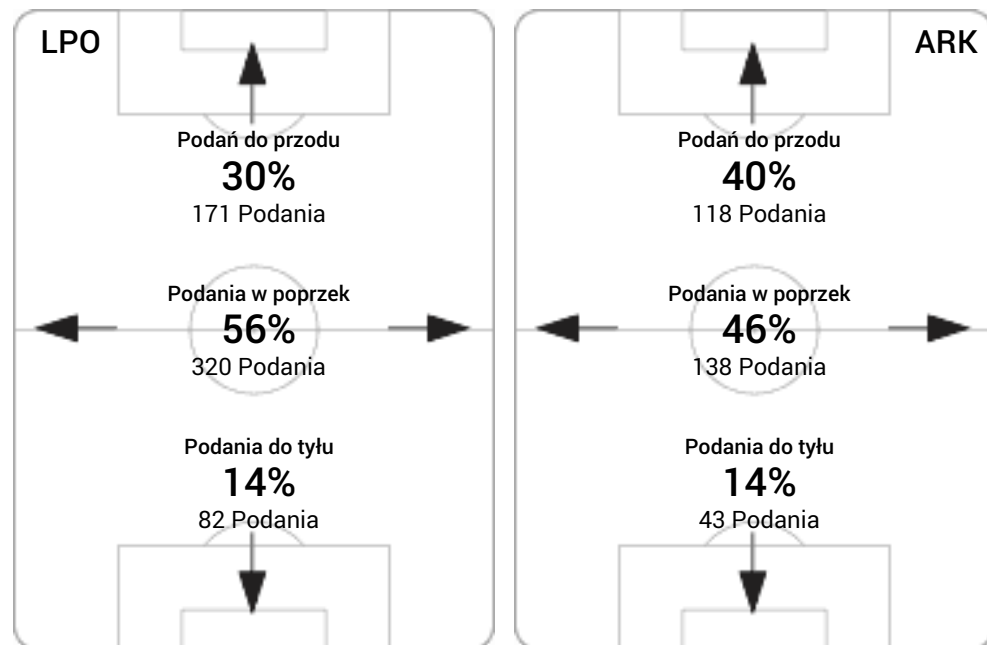 LPO
Podań do przodu
30%
171 Podania
Podania w poprzek
56%
320 Podania
Podania do tyłu
14%
82 Podania
ARK
Podań do przodu
40%
118 Podania
Podania w poprzek
46%
138 Podania
Podania do tyłu
14%
43 Podania